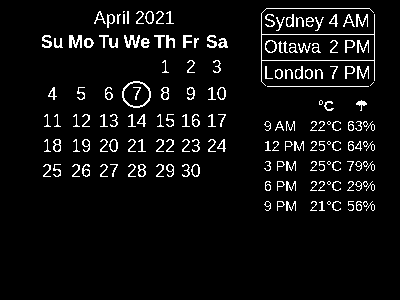 April 2021
Su Mo Tu We Th Fr Sa
1 2 3
4 5 6 7 8 9 10
11 12 13 14 15 16 17
18 19 20 21 22 23 24
25 26 27 28 29 30
Sydney 4 AM
Ottawa 2 PM
London 7 PM
°C ☂
9 AM 22°C 63%
12 PM 25°C 64%
3 PM 25°C 79%
6 PM 22°C 29%
9 PM 21°C 56%